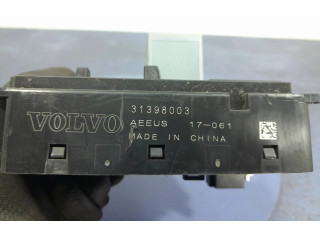 31398003
VOLVO
AEEUS 17-061
MADE IN CHINA